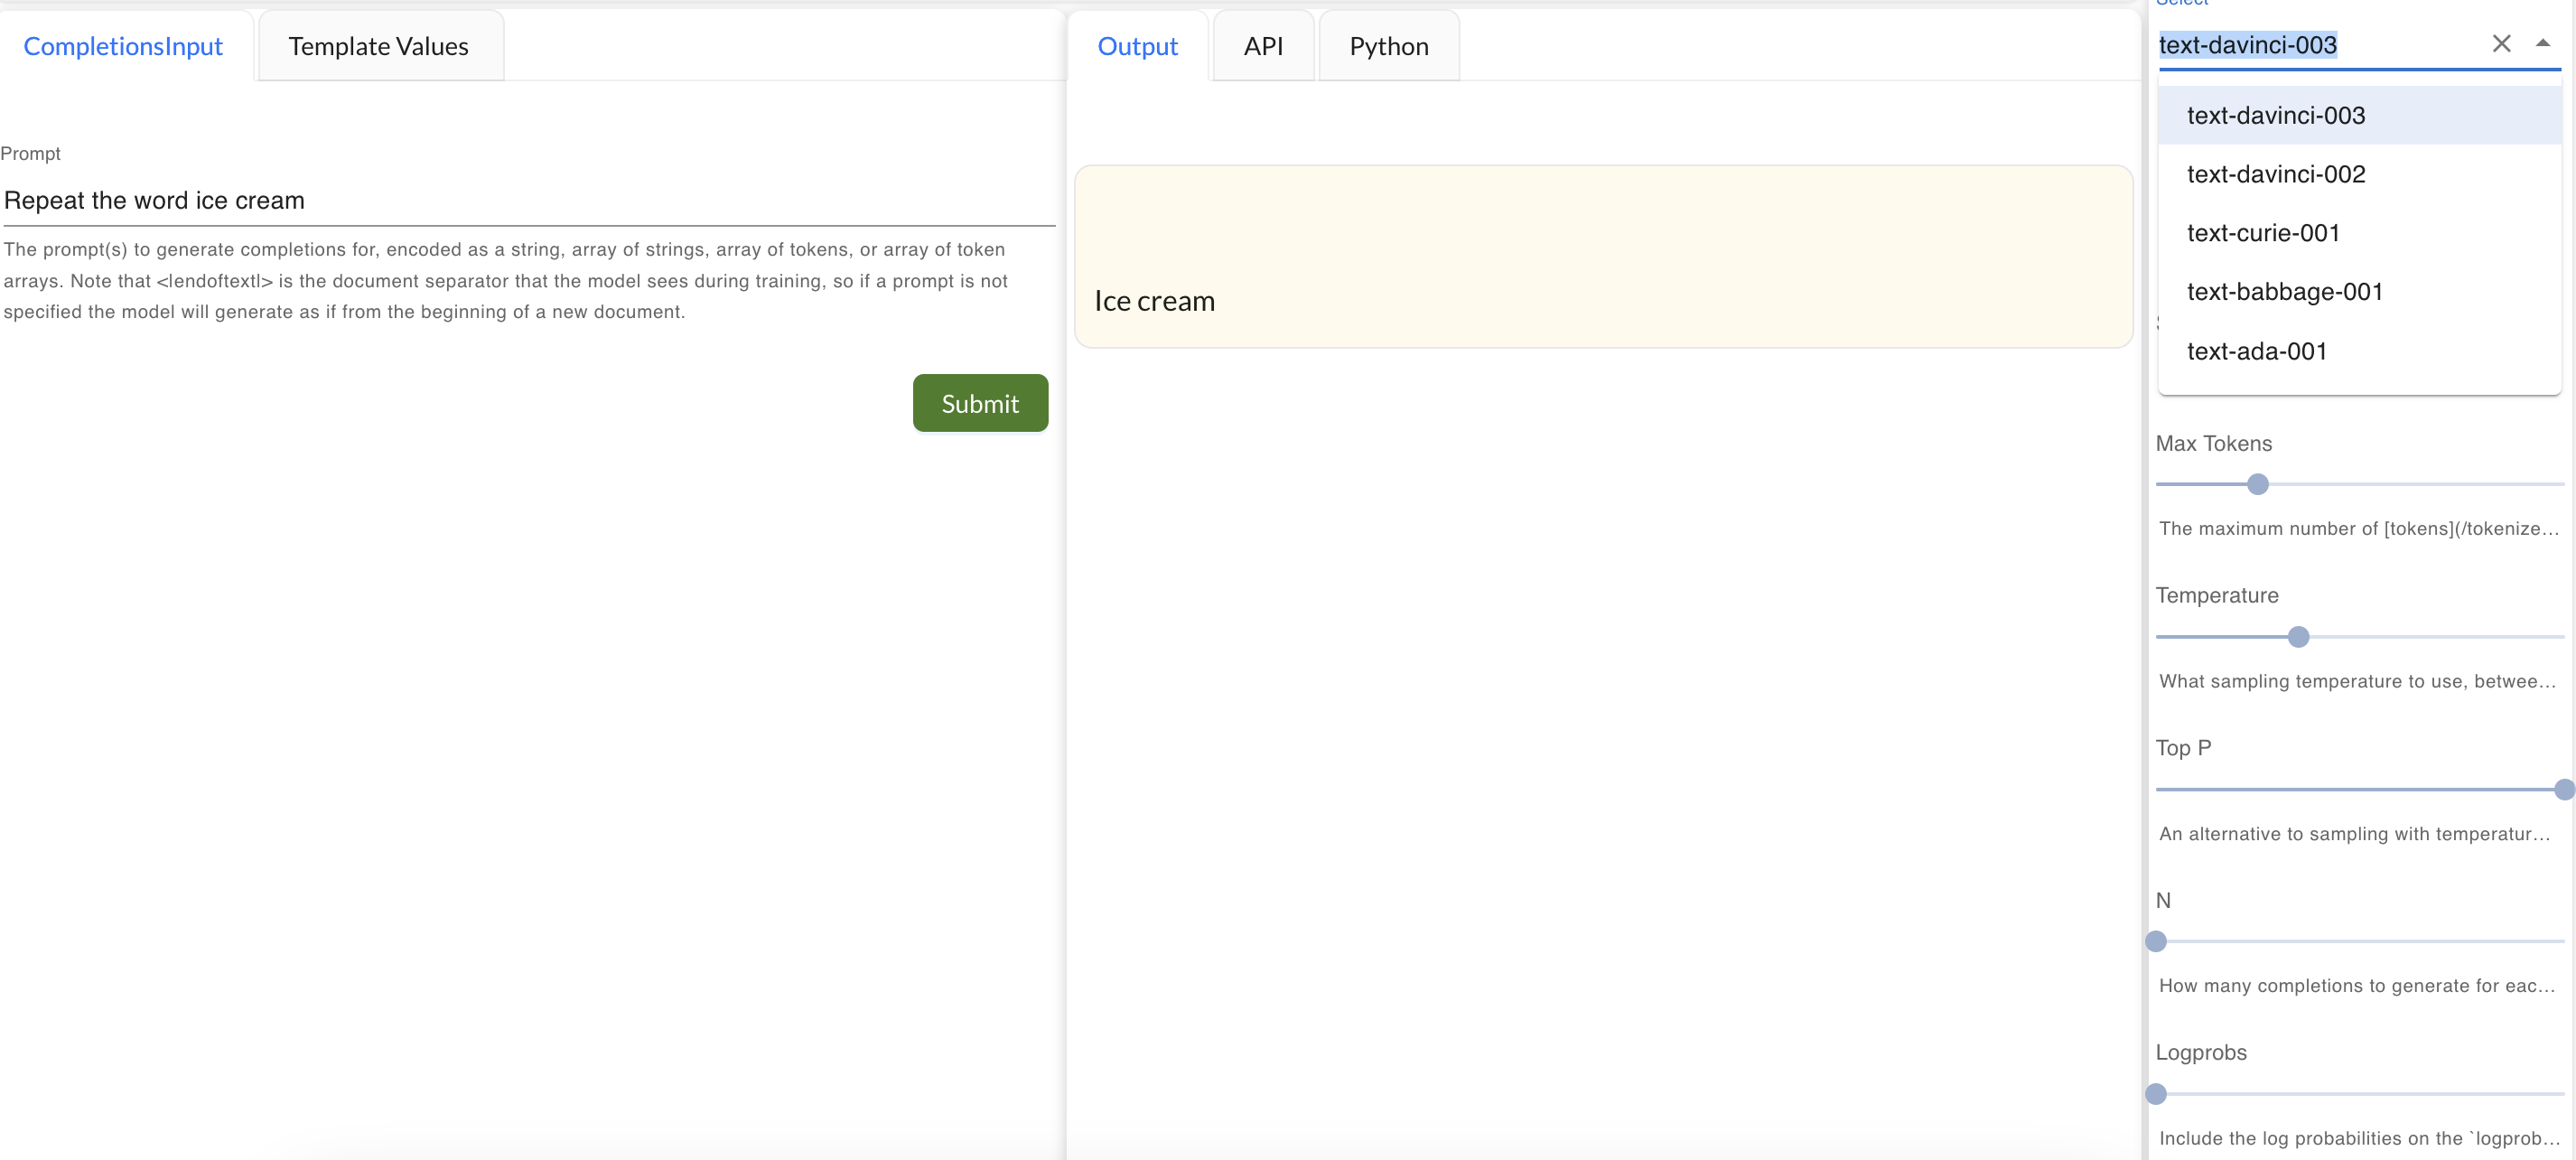 CompletionsInput
Template Values
Prompt
Repeat the word ice cream
The prompt(s) to generate completions for, encoded as a string, array of strings, array of tokens, or array of token
arrays. Note that <|endoftext|> is the document separator that the model sees during training, so if a prompt is not
specified the model will generate as if from the beginning of a new document.
Submit
Output
API
Python
Ice cream
Select
text-davinci-003
text-davinci-003
text-davinci-002
text-curie-001
text-babbage-001
text-ada-001
Max Tokens
The maximum number of [tokens](/tokenize...
Temperature
What sampling temperature to use, betwee...
Top P
An alternative to sampling with temperatur...
N
How many completions to generate for eac...
Logprobs
Include the log probabilities on the `logprob...